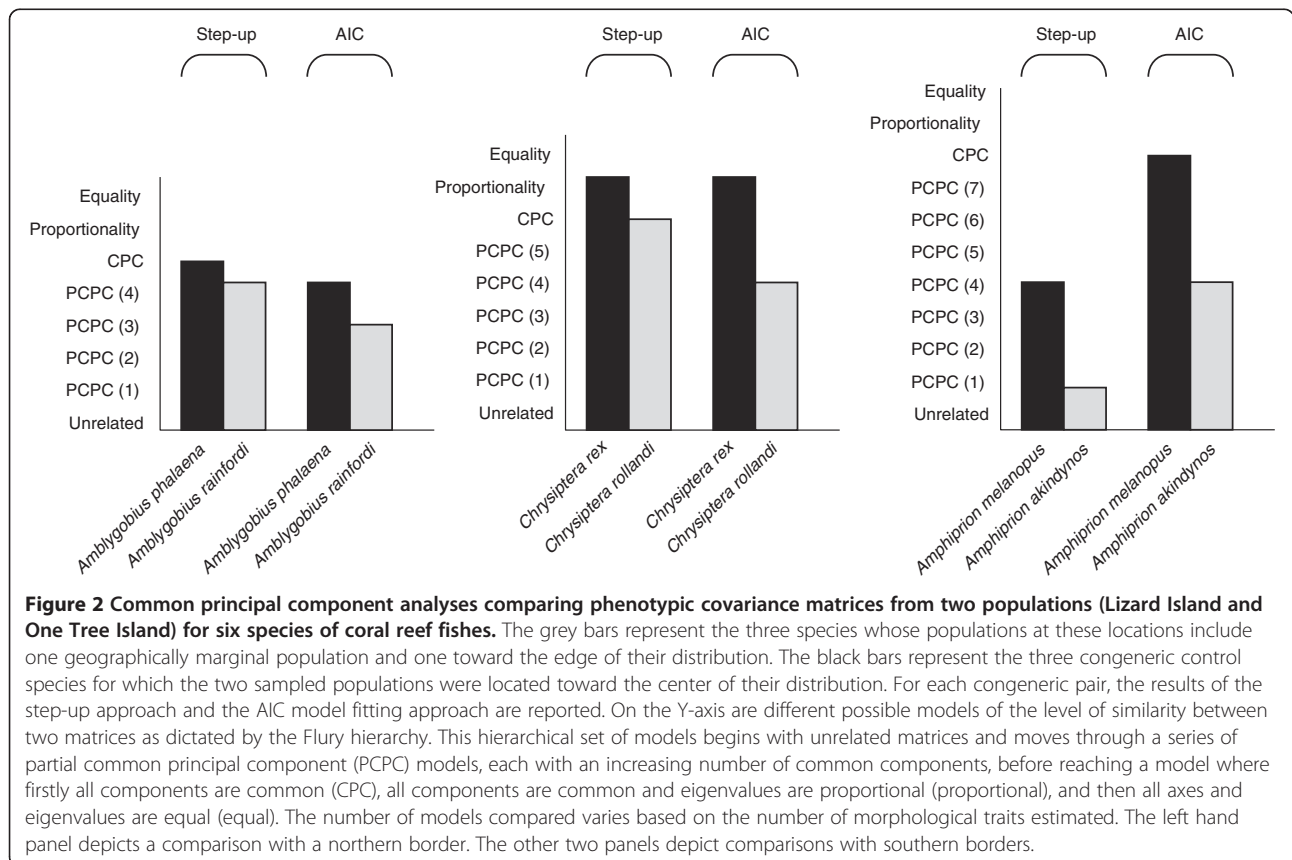 Step-up AIC
Equality
Proportionality
CPC
PCPC (4)
PCPC (3)
PCPC (2)
PCPC (1)
Unrelated
Amblygobius phalaena
Amblygobius rainfordi
Amblygobius phalaena
Amblygobius rainfordi
Step-up AIC
Equality
Proportionality
CPC
PCPC (5)
PCPC (4)
PCPC (3)
PCPC (2)
PCPC (1)
Unrelated
Chrysiptera rex
Chrysiptera rollandi
Chrysiptera rex
Chrysiptera rollandi
Step-up AIC
Equality
Proportionality
CPC
PCPC (7)
PCPC (6)
PCPC (5)
PCPC (4)
PCPC (3)
PCPC (2)
PCPC (1)
Unrelated
Amphiprion melanopus
Amphiprion akindynos
Amphiprion melanopus
Amphiprion akindynos
Figure 2 Common principal component analyses comparing phenotypic covariance matrices from two populations (Lizard Island and
One Tree Island) for six species of coral reef fishes. The grey bars represent the three species whose populations at these locations include
one geographically marginal population and one toward the edge of their distribution. The black bars represent the three congeneric control
species for which the two sampled populations were located toward the center of their distribution. For each congeneric pair, the results of the
step-up approach and the AIC model fitting approach are reported. On the Y-axis are different possible models of the level of similarity between
two matrices as dictated by the Flury hierarchy. This hierarchical set of models begins with unrelated matrices and moves through a series of
partial common principal component (PCPC) models, each with an increasing number of common components, before reaching a model where
firstly all components are common (CPC), all components are common and eigenvalues are proportional (proportional), and then all axes and
eigenvalues are equal (equal). The number of models compared varies based on the number of morphological traits estimated. The left hand
panel depicts a comparison with a northern border. The other two panels depict comparisons with southern borders.